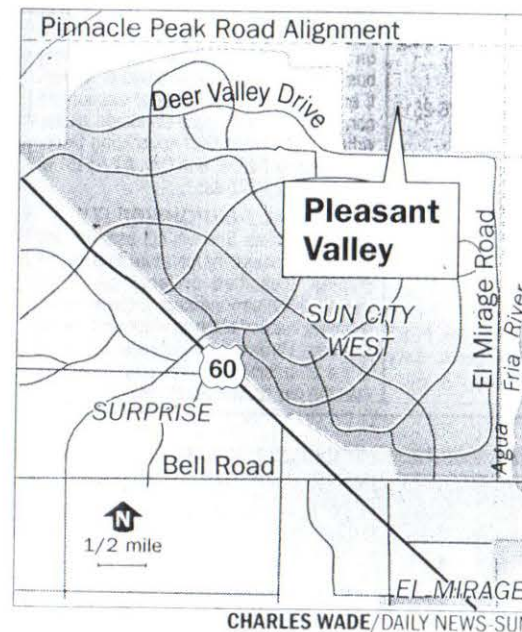 Pinnacle Peak Road Alignment
Deer Valley Drive
Pleasant
Valley
El Mirage Road
Agua Fria River
SUN CITY
WEST
60
SURPRISE
Bell Road
N
1/2 mile
EL MIRAGE
CHARLES WADE/DAILY NEWS-SUN